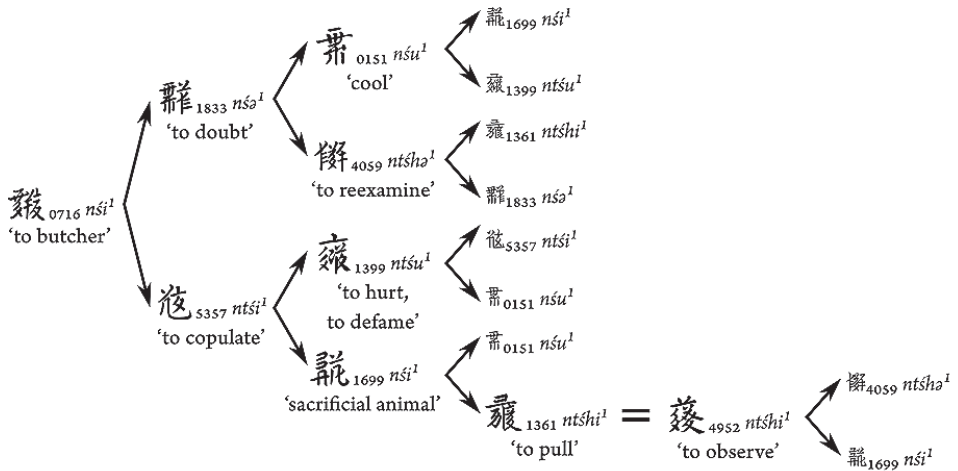 0716 nśi¹
‘to butcher’
1833 nśə¹
‘to doubt’
5357 ntśi¹
‘to copulate’
0151 nśu¹
‘cool’
4059 ntśhə¹
‘to reexamine’
1399 ntśu¹
‘to hurt,
to defame’
1699 nśi¹
‘sacrificial animal’
1699 nśi¹
1399 ntśu¹
1361 ntśhi¹
1833 nśə¹
5357 ntśi¹
0151 nśu¹
0151 nśu¹
1361 ntśhi¹ = 4952 ntśhi¹
‘to pull’ ‘to observe’
4059 ntśhə¹
1699 nśi¹